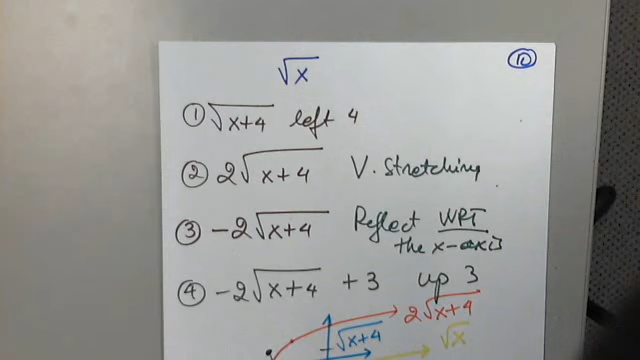 10
√x
① √x+4 left 4
② 2√x+4 V. Stretching
③ -2√x+4 Reflect WRT
the x-axis
④ -2√x+4 +3 up 3
2√x+4
√x+4
√x